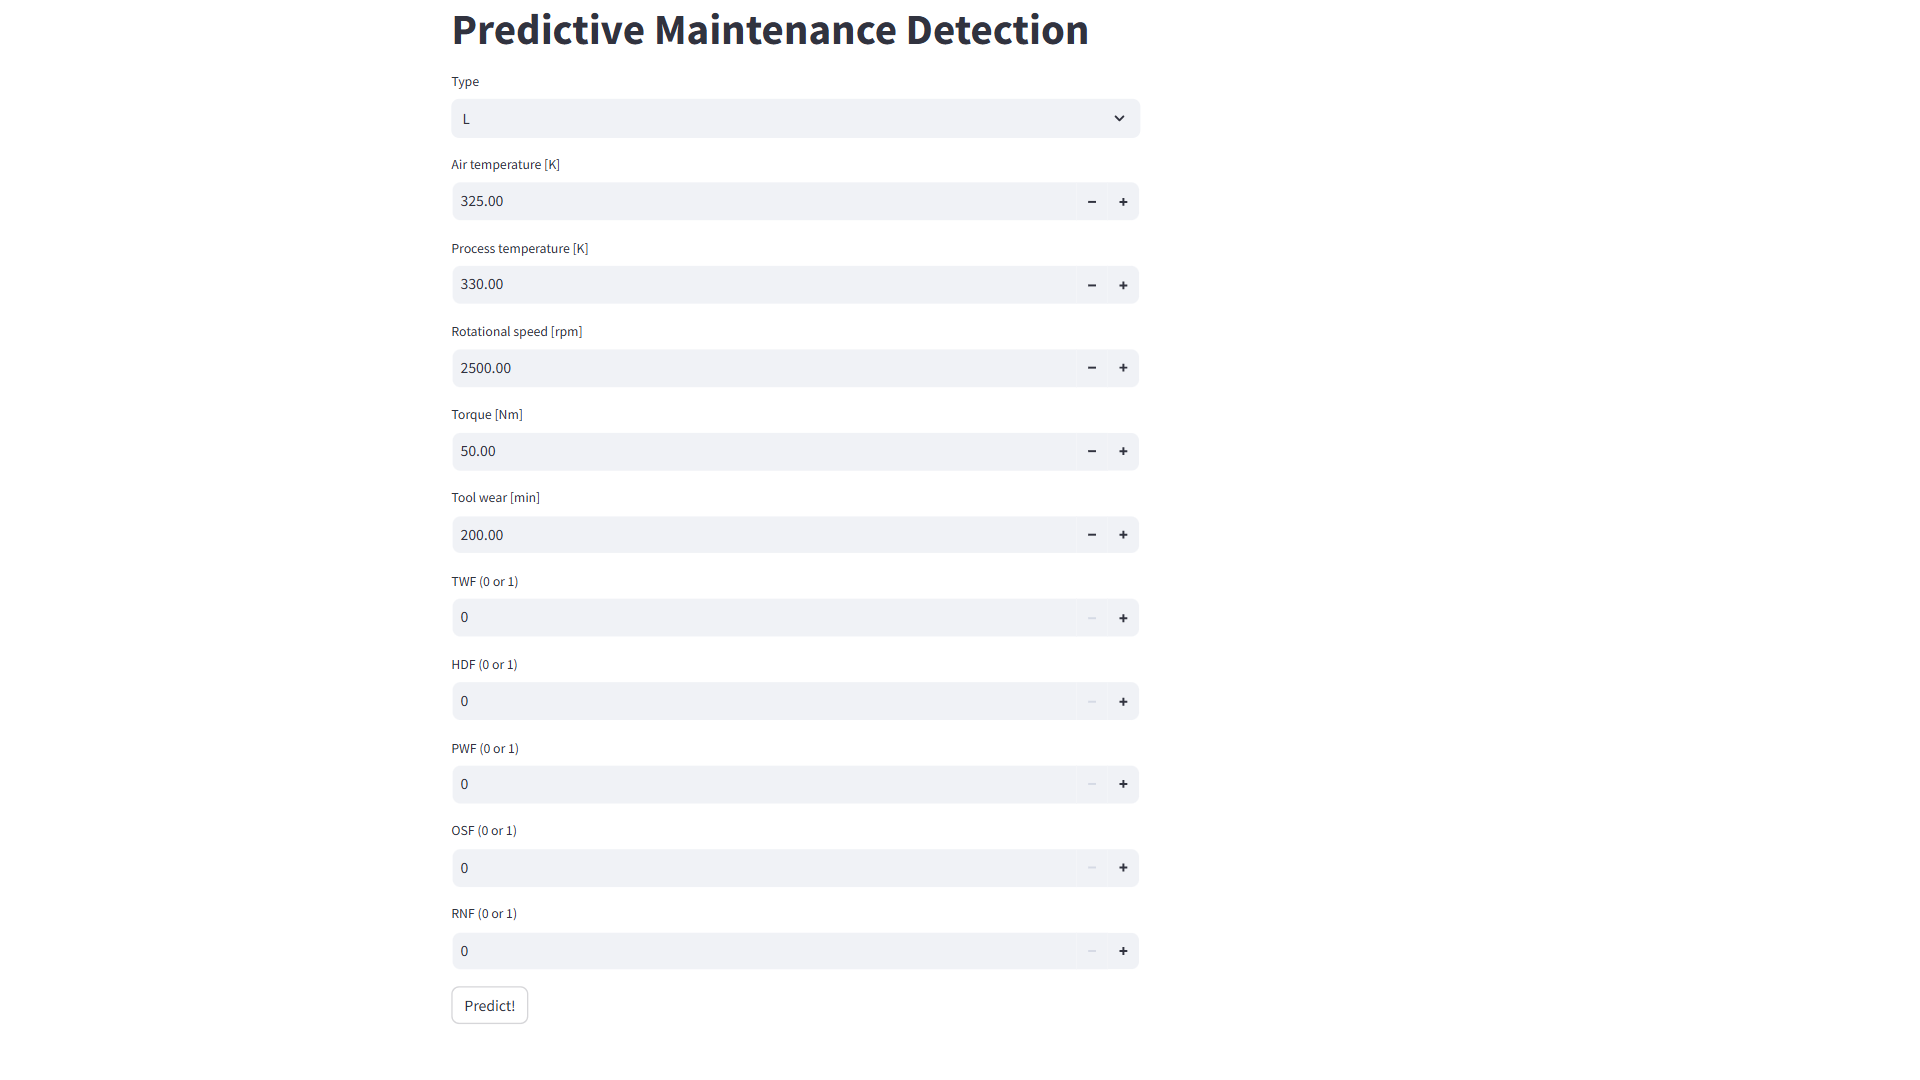 Predictive Maintenance Detection
Type
L
Air temperature [K]
325.00
Process temperature [K]
330.00
Rotational speed [rpm]
2500.00
Torque [Nm]
50.00
Tool wear [min]
200.00
TWF (0 or 1)
0
HDF (0 or 1)
0
PWF (0 or 1)
0
OSF (0 or 1)
0
RNF (0 or 1)
0
Predict!